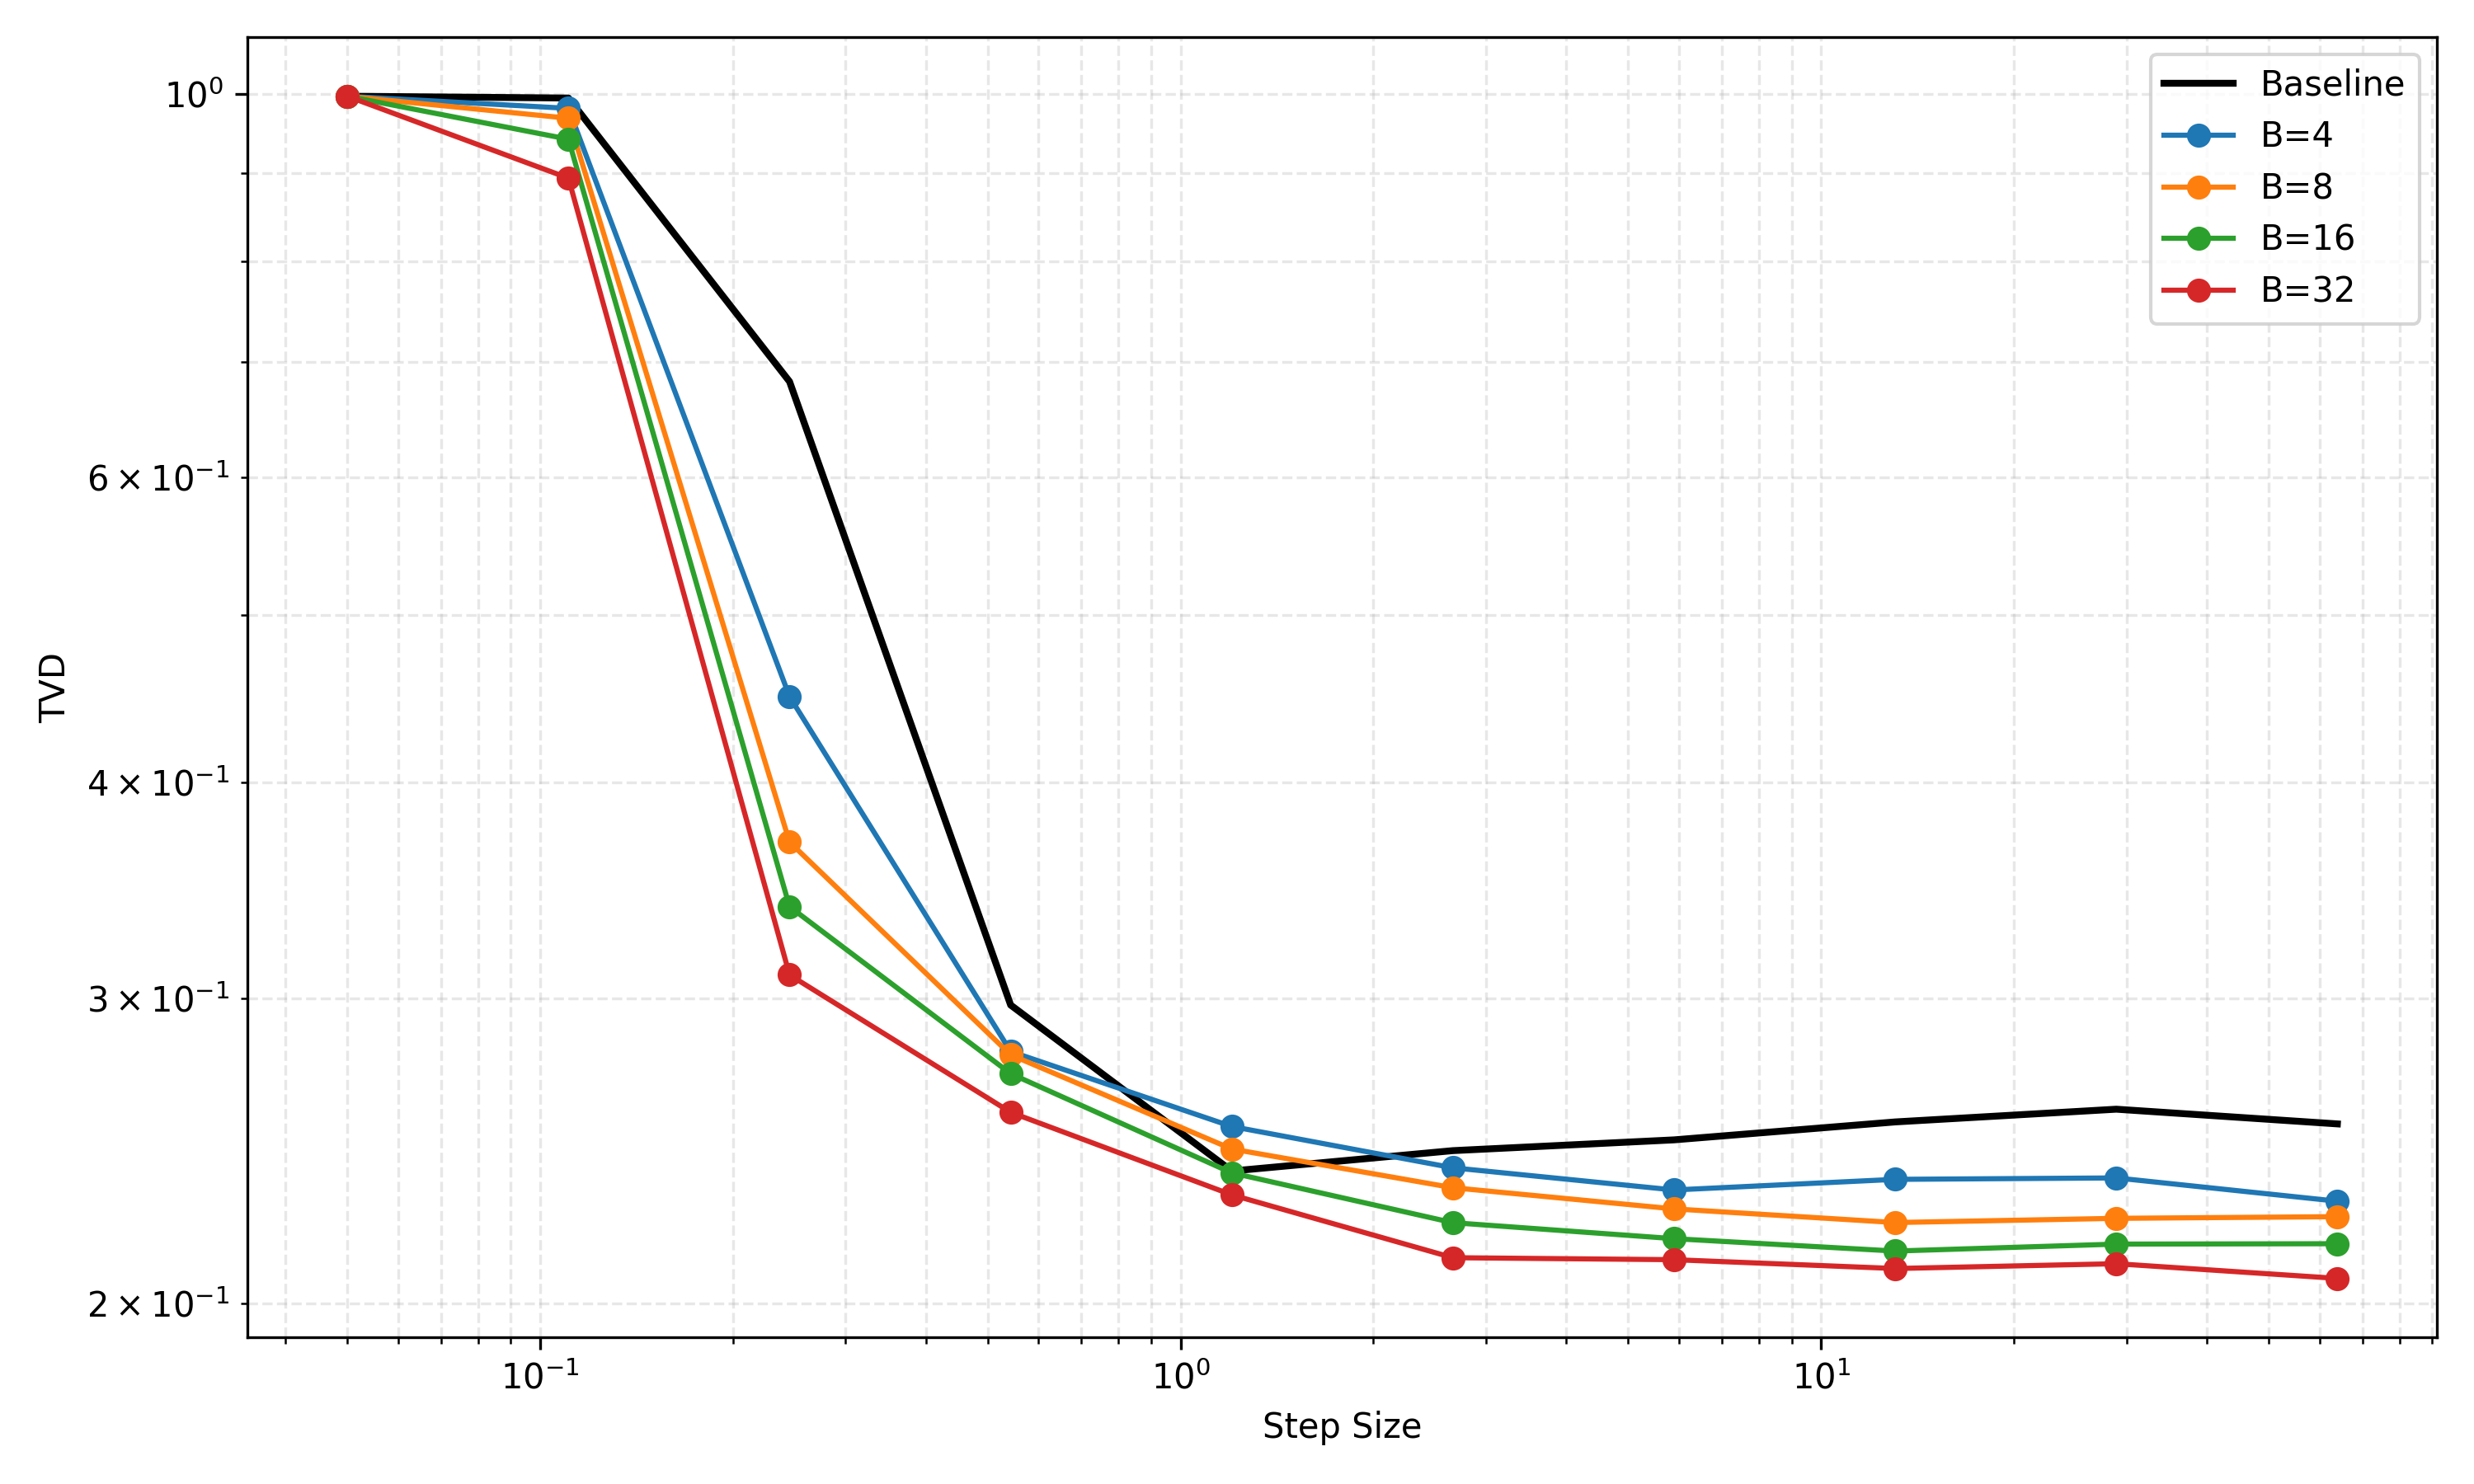 10⁰
6 × 10⁻¹
4 × 10⁻¹
3 × 10⁻¹
2 × 10⁻¹
TVD
10⁻¹
10⁰
10¹
Step Size
Baseline
B=4
B=8
B=16
B=32